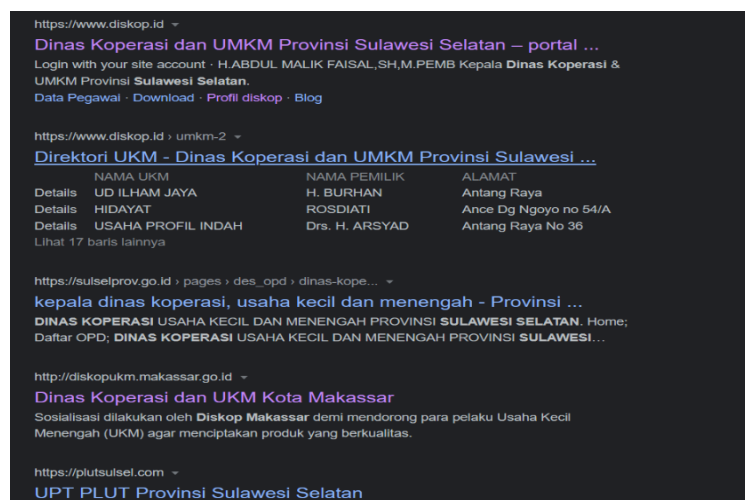 https://www.diskop.id
Dinas Koperasi dan UMKM Provinsi Sulawesi Selatan – portal ...
Login with your site account · H.ABDUL MALIK FAISAL,SH,M.PEMB Kepala Dinas Koperasi &
UMKM Provinsi Sulawesi Selatan.
Data Pegawai · Download · Profil diskop · Blog
https://www.diskop.id › umkm-2
Direktori UKM - Dinas Koperasi dan UMKM Provinsi Sulawesi ...
NAMA UKM NAMA PEMILIK ALAMAT
Details UD ILHAM JAYA H. BURHAN Antang Raya
Details HIDAYAT ROSDIATI Ance Dg Ngoyo no 54/A
Details USAHA PROFIL INDAH Drs. H. ARSYAD Antang Raya No 36
Lihat 17 baris lainnya
https://sulselprov.go.id › pages › des_opd › dinas-kope...
kepala dinas koperasi, usaha kecil dan menengah - Provinsi ...
DINAS KOPERASI USAHA KECIL DAN MENENGAH PROVINSI SULAWESI SELATAN. Home;
Daftar OPD; DINAS KOPERASI USAHA KECIL DAN MENENGAH PROVINSI SULAWESI...
http://diskopukm.makassar.go.id
Dinas Koperasi dan UKM Kota Makassar
Sosialisasi dilakukan oleh Diskop Makassar demi mendorong para pelaku Usaha Kecil
Menengah (UKM) agar menciptakan produk yang berkualitas.
https://plutsulsel.com
UPT PLUT Provinsi Sulawesi Selatan